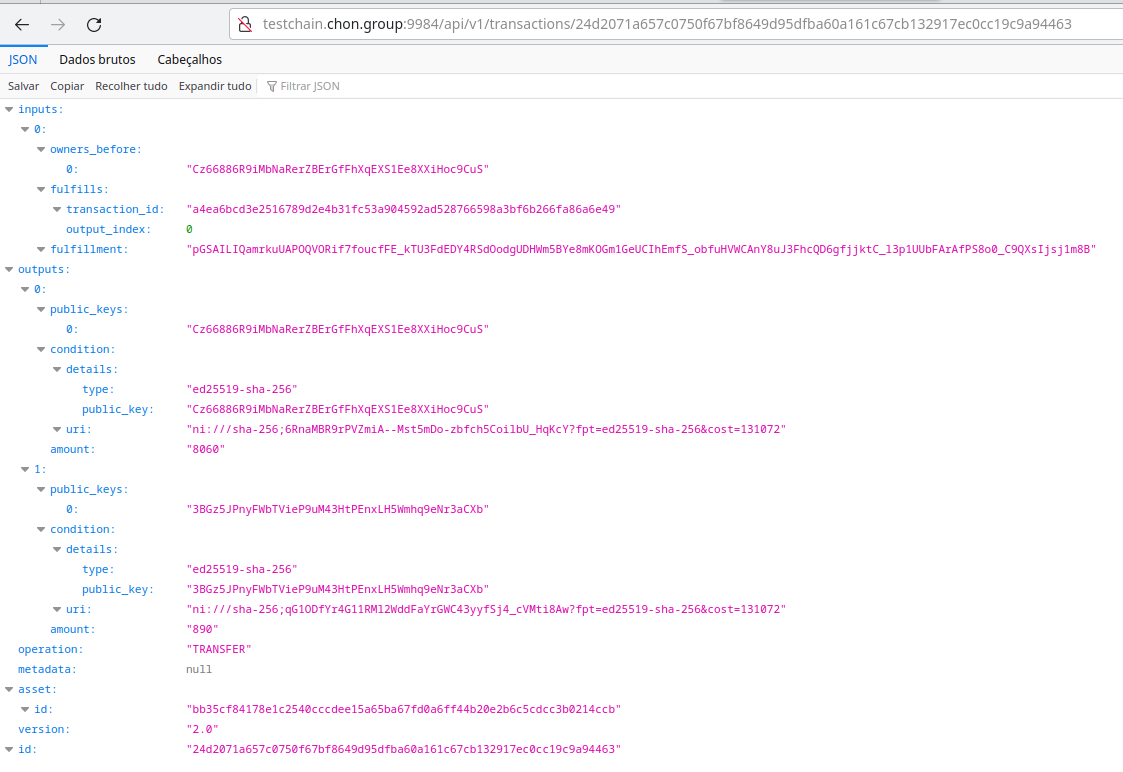 testchain.chon.group:9984/api/v1/transactions/24d2071a657c0750f67bf8649d95dfba60a161c67cb132917ec0cc19c9a94463
JSON Dados brutos Cabeçalhos
Salvar Copiar Recolher tudo Expandir tudo Filtrar JSON
inputs:
0:
owners_before:
0: "Cz66886R9iMbNaRerZBErGfFhXqEXS1Ee8XXiHoc9CuS"
fulfills:
transaction_id: "a4ea6bcd3e2516789d2e4b31fc53a904592ad528766598a3bf6b266fa86a6e49"
output_index: 0
fulfillment: "pGSAILIQamrkuUAPOQVORif7foucfFE_kTU3FdEDY4RSdOodgUDHWm5BYe8mKOGm1GeUCIhEmfS_obfuHVWCAnY8uJ3FhcQD6gfjjktC_l3p1UUbFArAfPS8o0_C9QXsIjsj1m8B"
outputs:
0:
public_keys:
0: "Cz66886R9iMbNaRerZBErGfFhXqEXS1Ee8XXiHoc9CuS"
condition:
details:
type: "ed25519-sha-256"
public_key: "Cz66886R9iMbNaRerZBErGfFhXqEXS1Ee8XXiHoc9CuS"
uri: "ni:///sha-256;6RnaMBR9rPVZmiA--Mst5mDo-zbfch5CoilbU_HqKcY?fpt=ed25519-sha-256&cost=131072"
amount: "8060"
1:
public_keys:
0: "3BGz5JPnyFWbTVieP9uM43HtPEnxLH5Wmhq9eNr3aCXb"
condition:
details:
type: "ed25519-sha-256"
public_key: "3BGz5JPnyFWbTVieP9uM43HtPEnxLH5Wmhq9eNr3aCXb"
uri: "ni:///sha-256;qG1ODfYr4G11RMl2WddFaYrGWC43yyfSj4_cVMti8Aw?fpt=ed25519-sha-256&cost=131072"
amount: "890"
operation: "TRANSFER"
metadata: null
asset:
id: "bb35cf84178e1c2540cccdee15a65ba67fd0a6ff44b20e2b6c5cdcc3b0214ccb"
version: "2.0"
id: "24d2071a657c0750f67bf8649d95dfba60a161c67cb132917ec0cc19c9a94463"